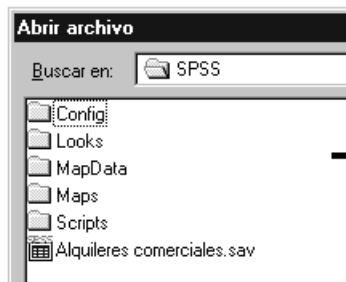 Abrir archivo
Buscar en: SPSS
Config
Looks
MapData
Maps
Scripts
Alquileres comerciales.sav